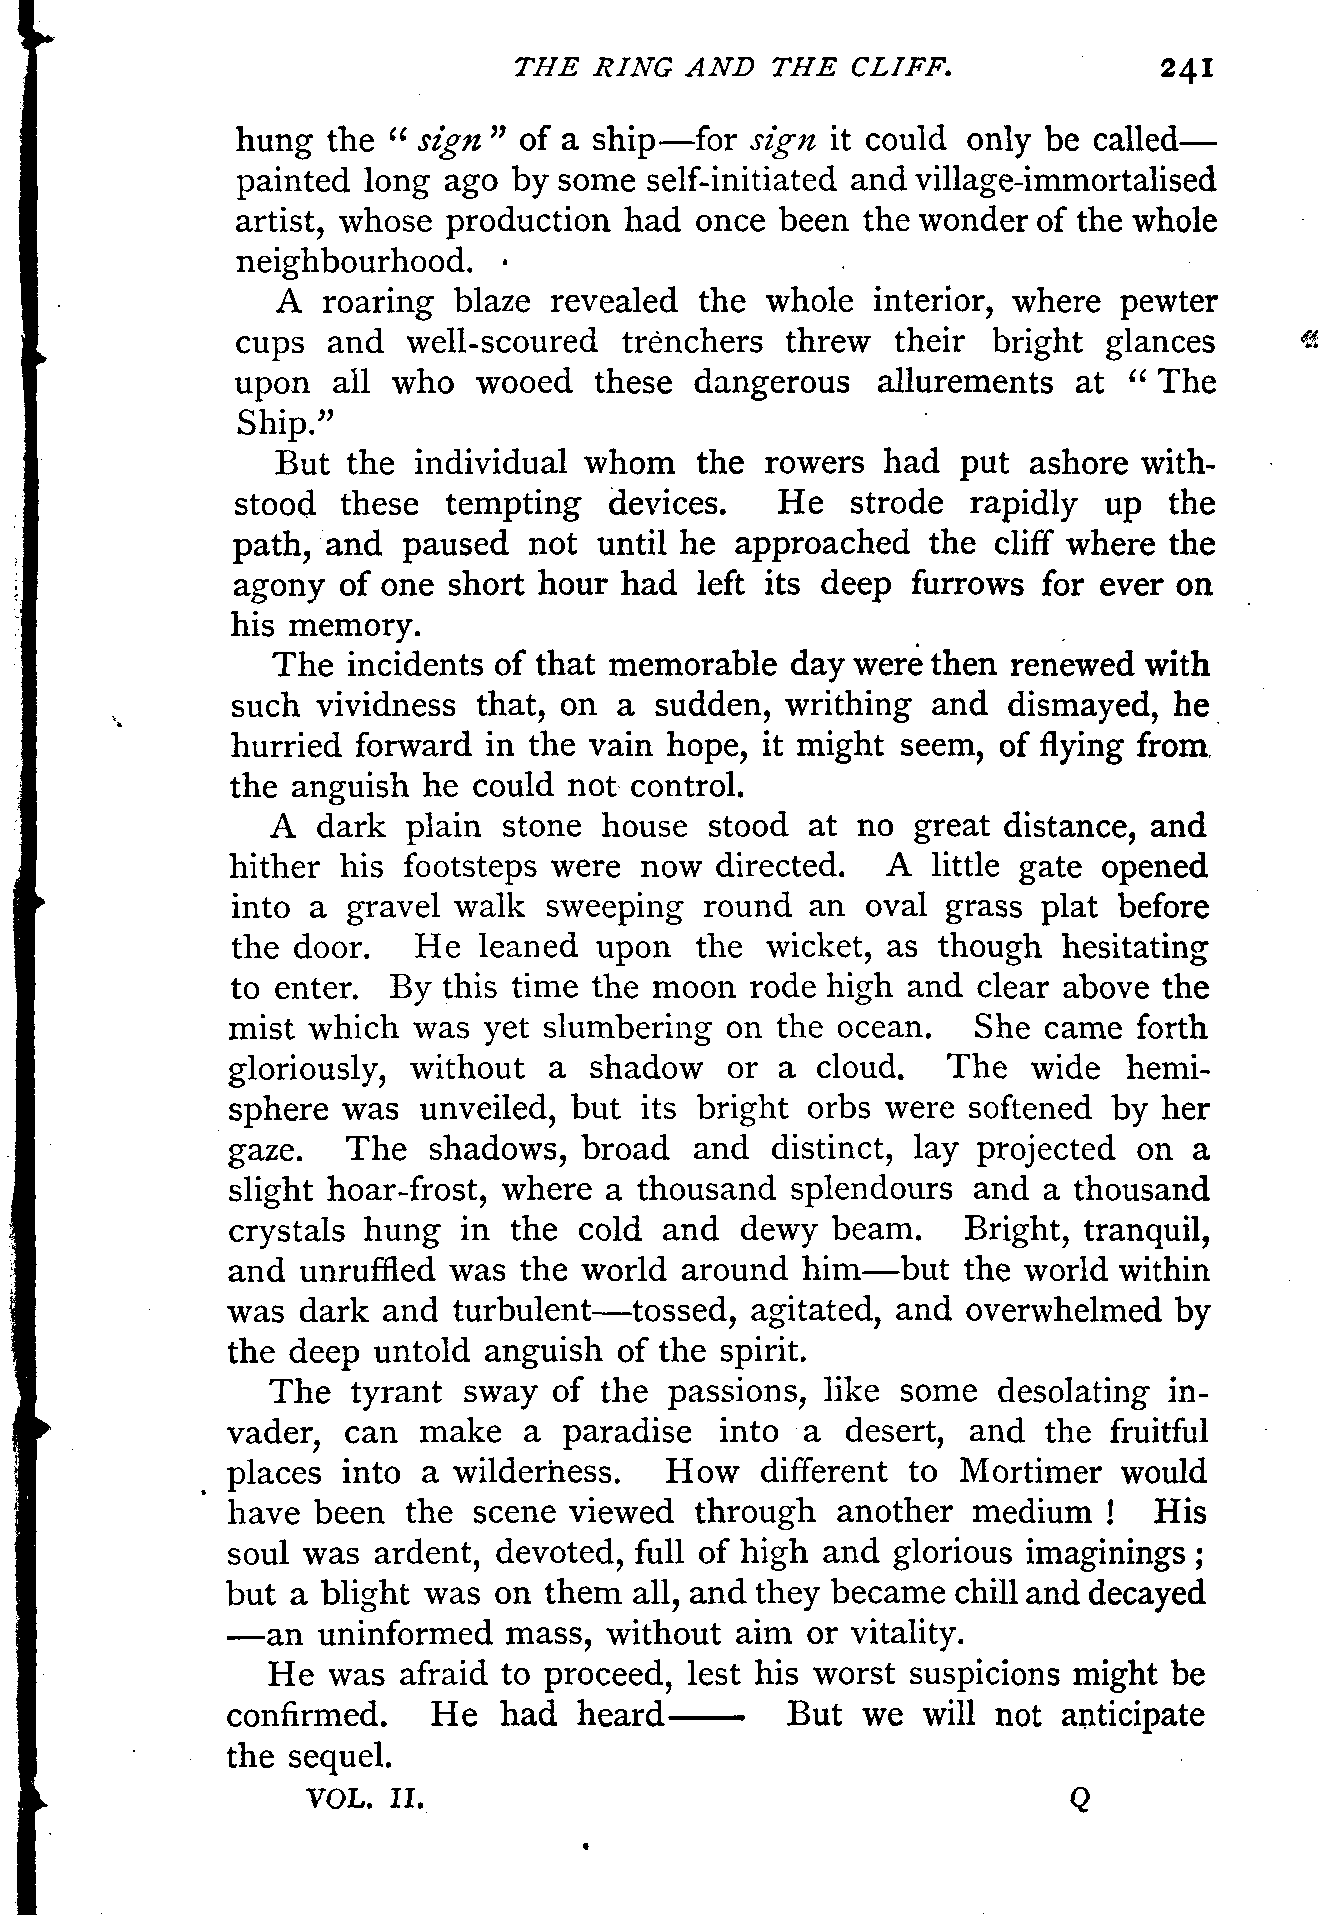 THE RING AND THE CLIFF. 241
hung the " sign " of a ship—for sign it could only be called—
painted long ago by some self-initiated and village-immortalised
artist, whose production had once been the wonder of the whole
neighbourhood.
A roaring blaze revealed the whole interior, where pewter
cups and well-scoured trenchers threw their bright glances
upon all who wooed these dangerous allurements at " The
Ship."
But the individual whom the rowers had put ashore with-
stood these tempting devices. He strode rapidly up the
path, and paused not until he approached the cliff where the
agony of one short hour had left its deep furrows for ever on
his memory.
The incidents of that memorable day were then renewed with
such vividness that, on a sudden, writhing and dismayed, he
hurried forward in the vain hope, it might seem, of flying from
the anguish he could not control.
A dark plain stone house stood at no great distance, and
hither his footsteps were now directed. A little gate opened
into a gravel walk sweeping round an oval grass plat before
the door. He leaned upon the wicket, as though hesitating
to enter. By this time the moon rode high and clear above the
mist which was yet slumbering on the ocean. She came forth
gloriously, without a shadow or a cloud. The wide hemi-
sphere was unveiled, but its bright orbs were softened by her
gaze. The shadows, broad and distinct, lay projected on a
slight hoar-frost, where a thousand splendours and a thousand
crystals hung in the cold and dewy beam. Bright, tranquil,
and unruffled was the world around him—but the world within
was dark and turbulent—tossed, agitated, and overwhelmed by
the deep untold anguish of the spirit.
The tyrant sway of the passions, like some desolating in-
vader, can make a paradise into a desert, and the fruitful
places into a wilderness. How different to Mortimer would
have been the scene viewed through another medium ! His
soul was ardent, devoted, full of high and glorious imaginings ;
but a blight was on them all, and they became chill and decayed
—an uninformed mass, without aim or vitality.
He was afraid to proceed, lest his worst suspicions might be
confirmed. He had heard—— But we will not anticipate
the sequel.
VOL. II. Q